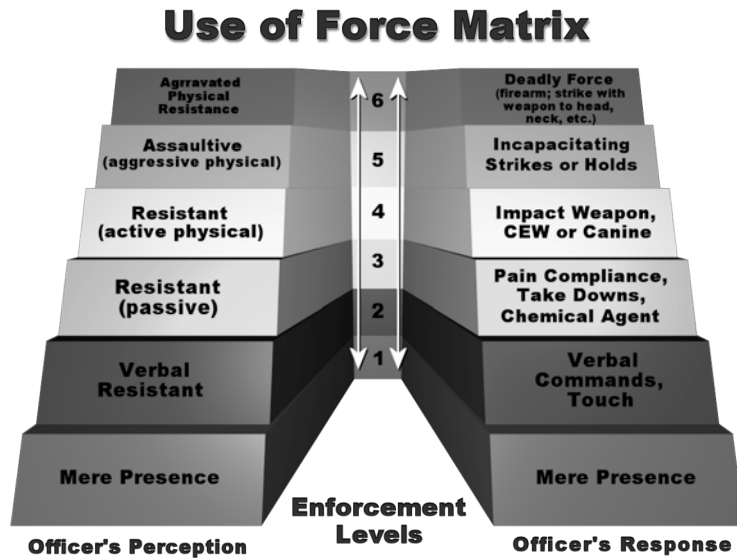 Use of Force Matrix
Agrravated
Physical
Resistance
Assaultive
(aggressive physical)
Resistant
(active physical)
Resistant
(passive)
Verbal
Resistant
Mere Presence
Officer's Perception
6
5
4
3
2
1
Enforcement
Levels
Deadly Force
(firearm; strike with
weapon to head,
neck, etc.)
Incapacitating
Strikes or Holds
Impact Weapon,
CEW or Canine
Pain Compliance,
Take Downs,
Chemical Agent
Verbal
Commands,
Touch
Mere Presence
Officer's Response